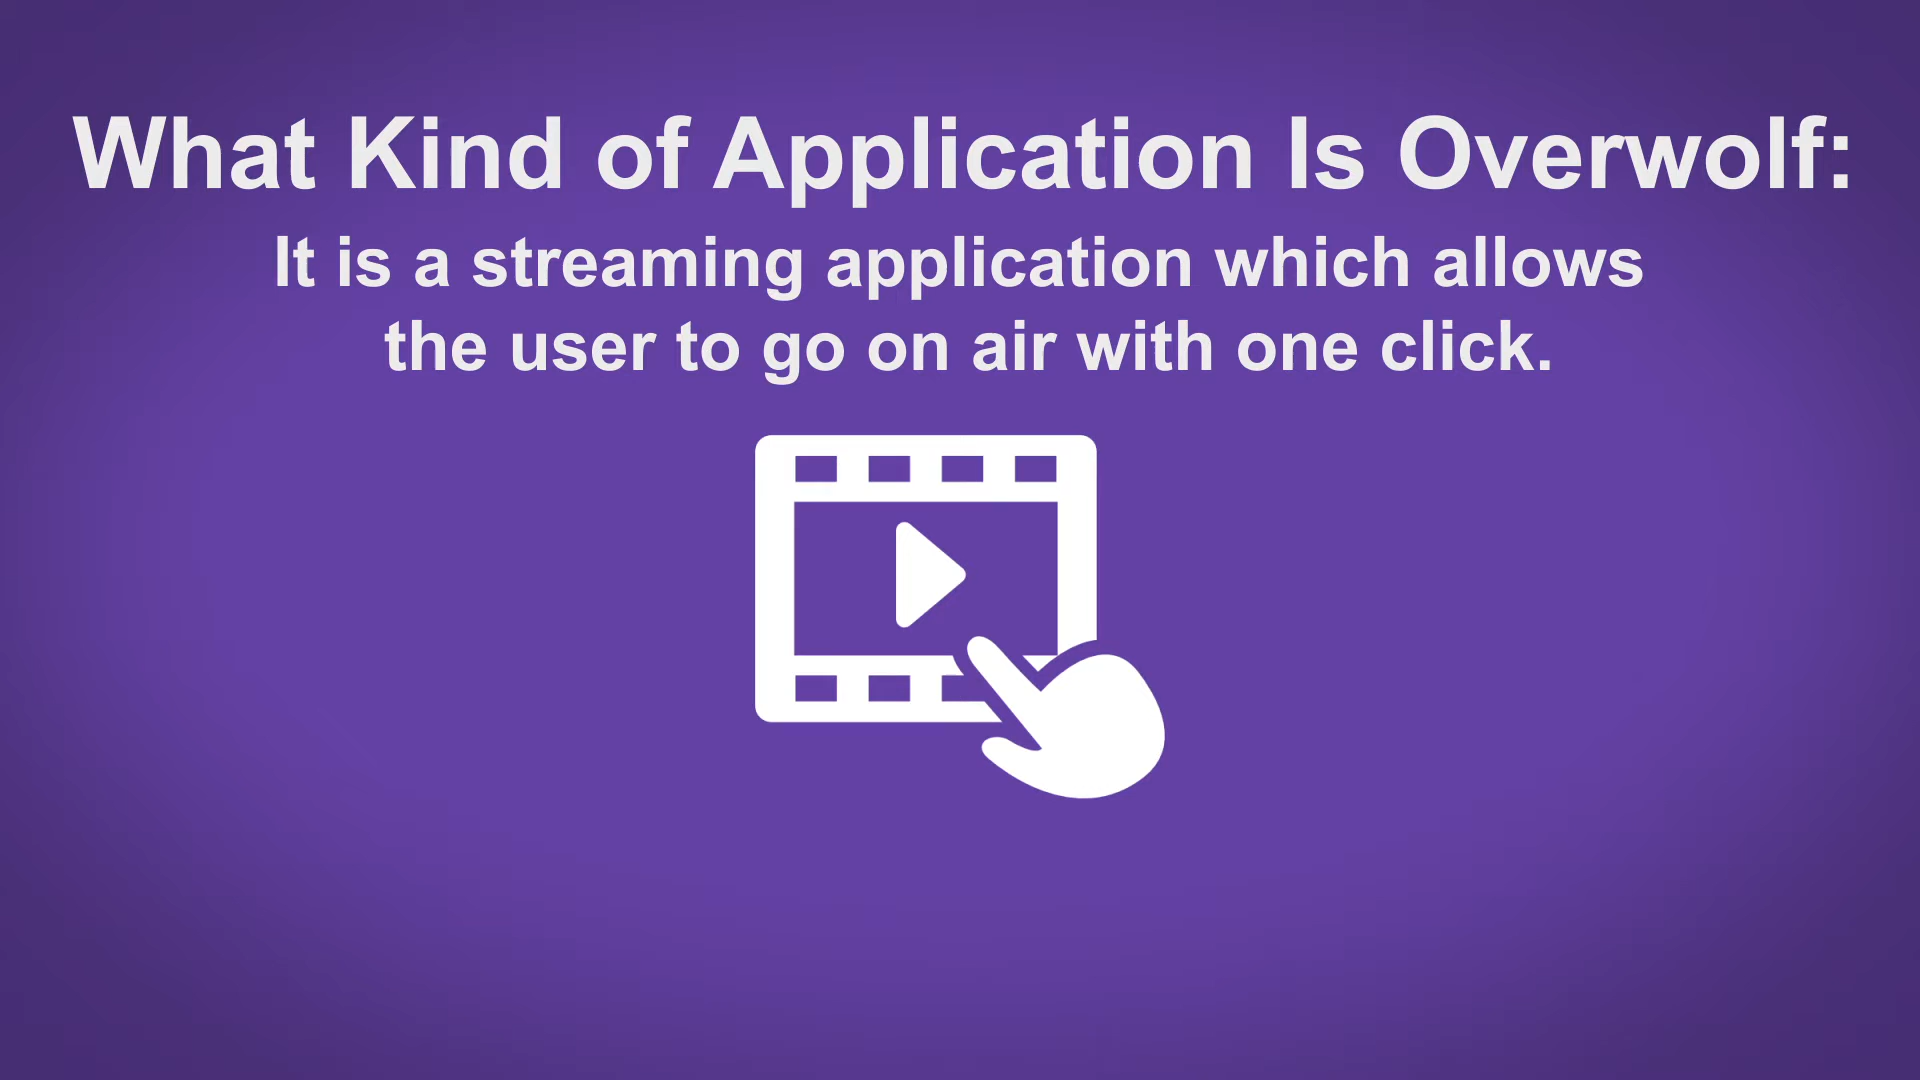 What Kind of Application Is Overwolf:
It is a streaming application which allows
the user to go on air with one click.